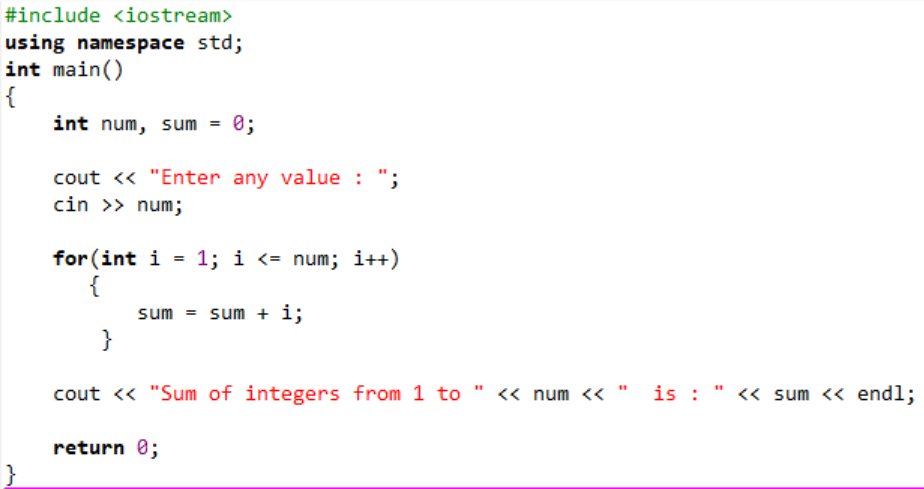 #include <iostream>
using namespace std;
int main()
{
    int num, sum = 0;
    cout << "Enter any value : ";
    cin >> num;
    for(int i = 1; i <= num; i++)
       {
           sum = sum + i;
        }
    cout << "Sum of integers from 1 to " << num << "  is : " << sum << endl;
    return 0;
}